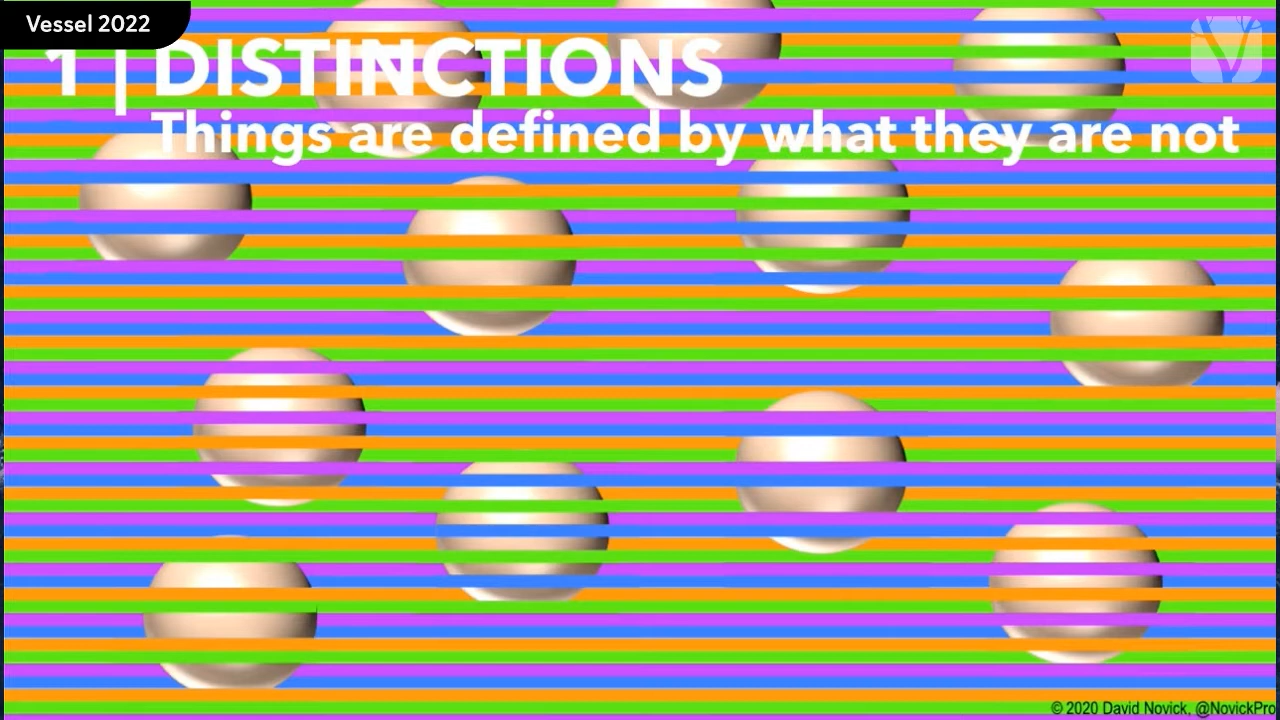 Vessel 2022
1 | DISTINCTIONS
Things are defined by what they are not
© 2020 David Novick, @NovickPro